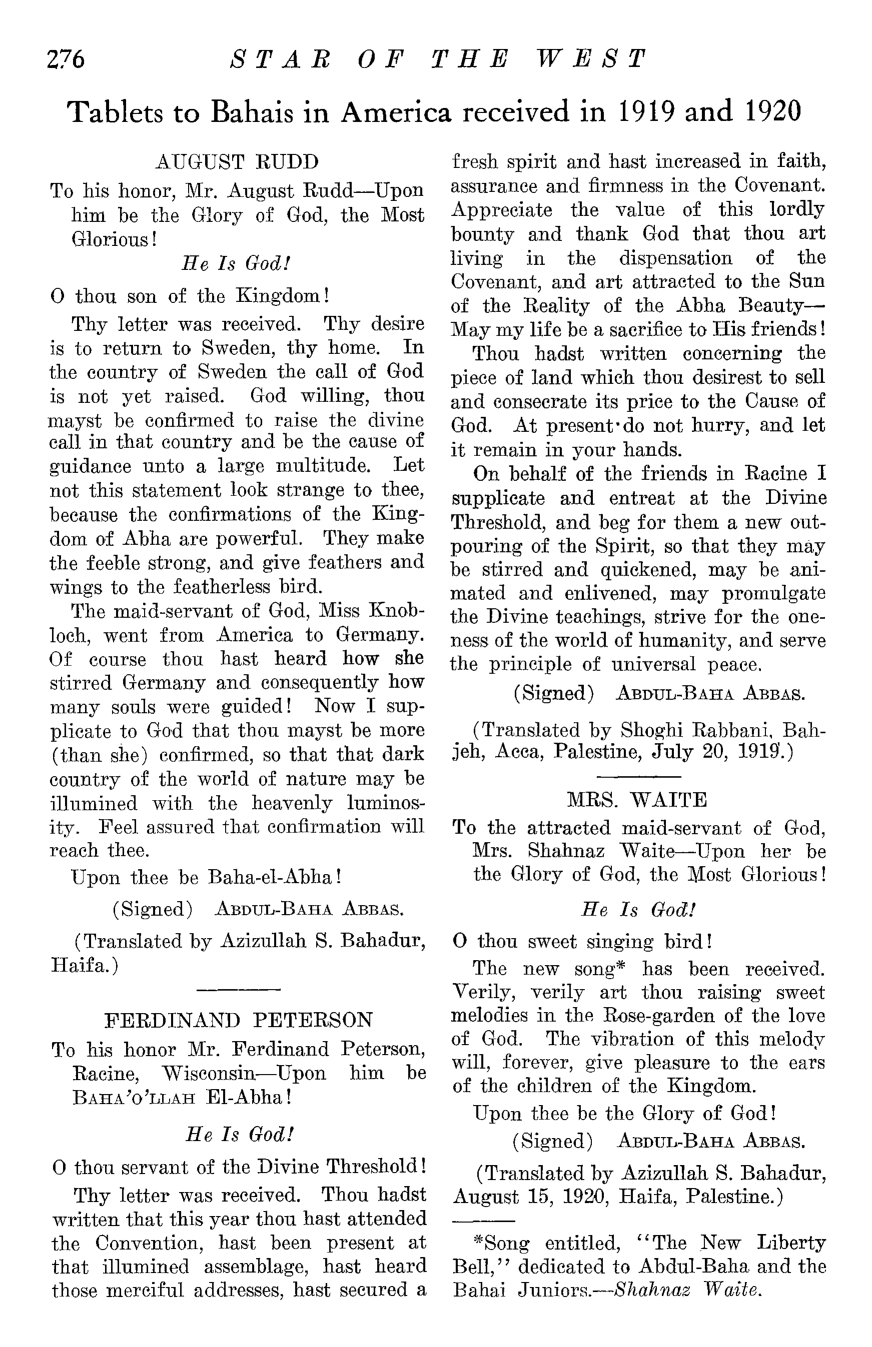 276 STAR OF THE WEST
Tablets to Bahais in America received in 1919 and 1920
AUGUST RUDD
To his honor, Mr. August Rudd—Upon
him be the Glory of God, the Most
Glorious!
He Is God!
O thou son of the Kingdom!
Thy letter was received. Thy desire
is to return to Sweden, thy home. In
the country of Sweden the call of God
is not yet raised. God willing, thou
mayst be confirmed to raise the divine
call in that country and be the cause of
guidance unto a large multitude. Let
not this statement look strange to thee,
because the confirmations of the King-
dom of Abha are powerful. They make
the feeble strong, and give feathers and
wings to the featherless bird.
The maid-servant of God, Miss Knob-
loch, went from America to Germany.
Of course thou hast heard how she
stirred Germany and consequently how
many souls were guided! Now I sup-
plicate to God that thou mayst be more
(than she) confirmed, so that that dark
country of the world of nature may be
illumined with the heavenly luminos-
ity. Feel assured that confirmation will
reach thee.
Upon thee be Baha-el-Abha!
(Signed) ABDUL-BAHA ABBAS.
(Translated by Azizullah S. Bahadur,
Haifa.)
FERDINAND PETERSON
To his honor Mr. Ferdinand Peterson,
Racine, Wisconsin—Upon him be
BAHA'O'LLAH El-Abha!
He Is God!
O thou servant of the Divine Threshold!
Thy letter was received. Thou hadst
written that this year thou hast attended
the Convention, hast been present at
that illumined assemblage, hast heard
those merciful addresses, hast secured a
fresh spirit and hast increased in faith,
assurance and firmness in the Covenant.
Appreciate the value of this lordly
bounty and thank God that thou art
living in the dispensation of the
Covenant, and art attracted to the Sun
of the Reality of the Abha Beauty—
May my life be a sacrifice to His friends!
Thou hadst written concerning the
piece of land which thou desirest to sell
and consecrate its price to the Cause of
God. At present do not hurry, and let
it remain in your hands.
On behalf of the friends in Racine I
supplicate and entreat at the Divine
Threshold, and beg for them a new out-
pouring of the Spirit, so that they may
be stirred and quickened, may be ani-
mated and enlivened, may promulgate
the Divine teachings, strive for the one-
ness of the world of humanity, and serve
the principle of universal peace.
(Signed) ABDUL-BAHA ABBAS.
(Translated by Shoghi Rabbani, Bah-
jeh, Acca, Palestine, July 20, 1919.)
MRS. WAITE
To the attracted maid-servant of God,
Mrs. Shahnaz Waite—Upon her be
the Glory of God, the Most Glorious!
He Is God!
O thou sweet singing bird!
The new song* has been received.
Verily, verily art thou raising sweet
melodies in the Rose-garden of the love
of God. The vibration of this melody
will, forever, give pleasure to the ears
of the children of the Kingdom.
Upon thee be the Glory of God!
(Signed) ABDUL-BAHA ABBAS.
(Translated by Azizullah S. Bahadur,
August 15, 1920, Haifa, Palestine.)
*Song entitled, "The New Liberty
Bell," dedicated to Abdul-Baha and the
Bahai Juniors.—Shahnaz Waite.